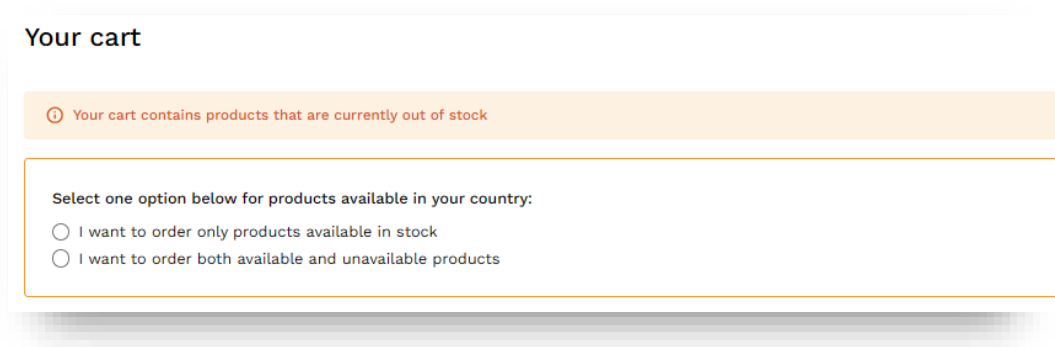 Your cart
Your cart contains products that are currently out of stock
Select one option below for products available in your country:
I want to order only products available in stock
I want to order both available and unavailable products